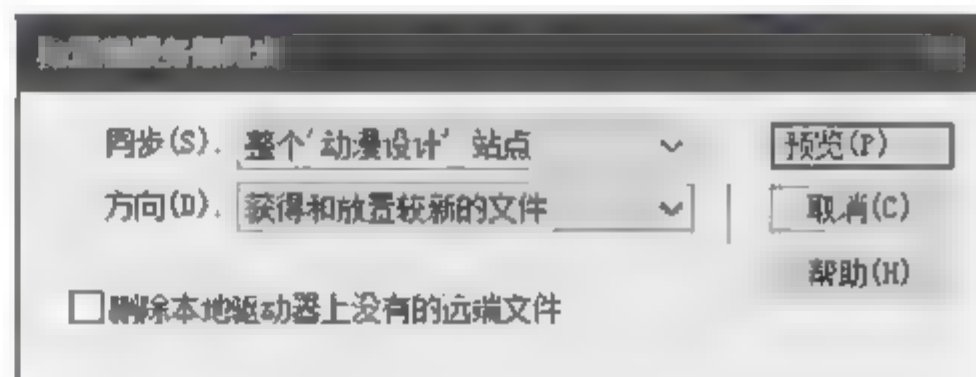 同步(S): 整个'动漫设计' 站点
预览(P)
方向(D): 获得和放置较新的文件
取消(C)
帮助(H)
删除本地驱动器上没有的远端文件